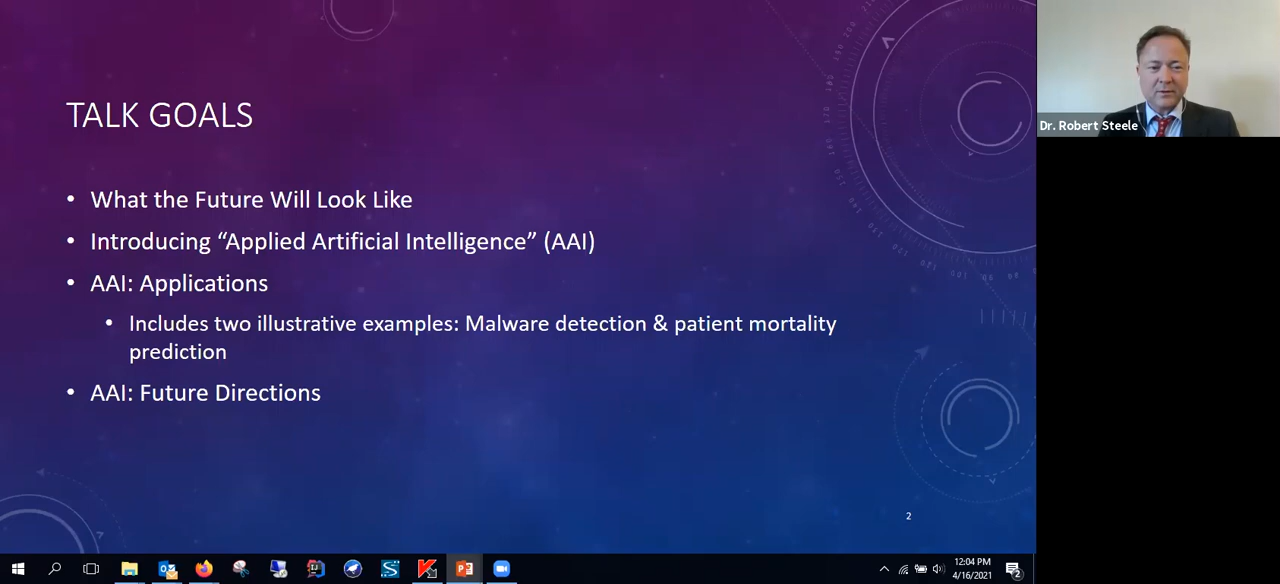 TALK GOALS
• What the Future Will Look Like
• Introducing “Applied Artificial Intelligence” (AAI)
• AAI: Applications
• Includes two illustrative examples: Malware detection & patient mortality
prediction
• AAI: Future Directions
2
Dr. Robert Steele
12:04 PM
4/16/2021
2